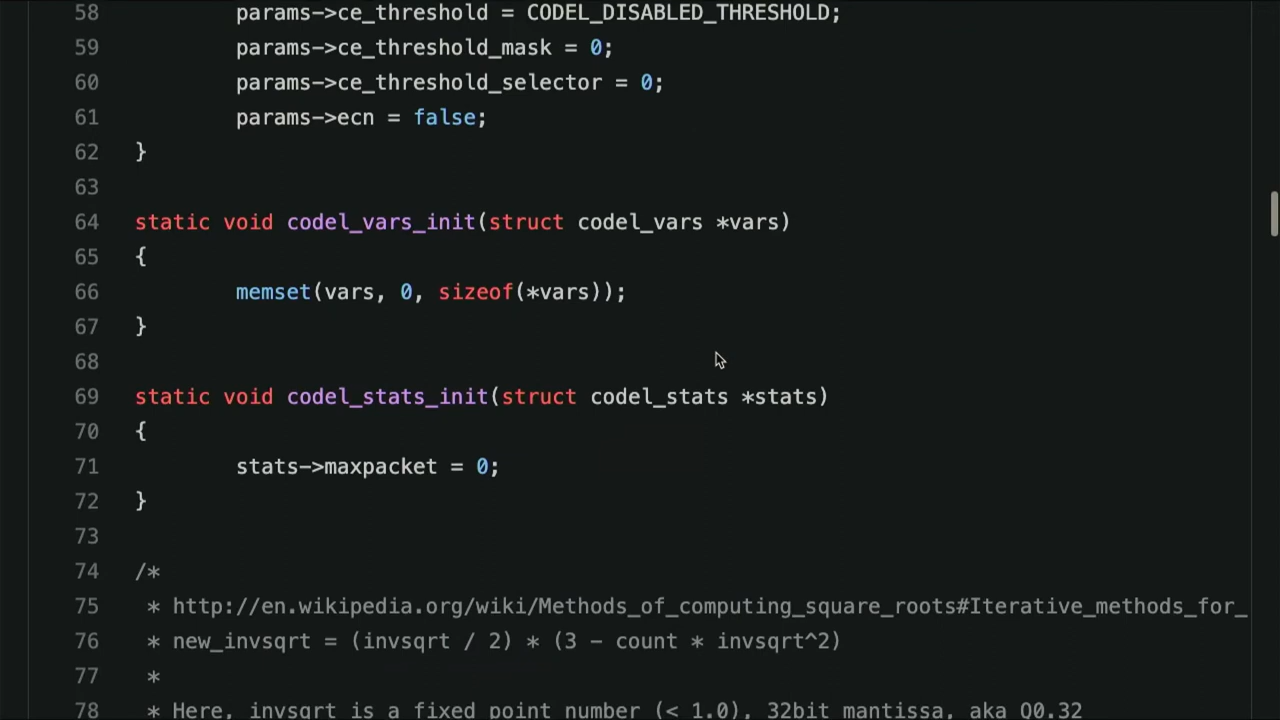 58 params->ce_threshold = CODEL_DISABLED_THRESHOLD;
59 params->ce_threshold_mask = 0;
60 params->ce_threshold_selector = 0;
61 params->ecn = false;
62 }
63
64 static void codel_vars_init(struct codel_vars *vars)
65 {
66 memset(vars, 0, sizeof(*vars));
67 }
68
69 static void codel_stats_init(struct codel_stats *stats)
70 {
71 stats->maxpacket = 0;
72 }
73
74 /*
75 * http://en.wikipedia.org/wiki/Methods_of_computing_square_roots#Iterative_methods_for_
76 * new_invsqrt = (invsqrt / 2) * (3 - count * invsqrt^2)
77 *
78 * Here, invsqrt is a fixed point number (< 1.0), 32bit mantissa, aka Q0.32